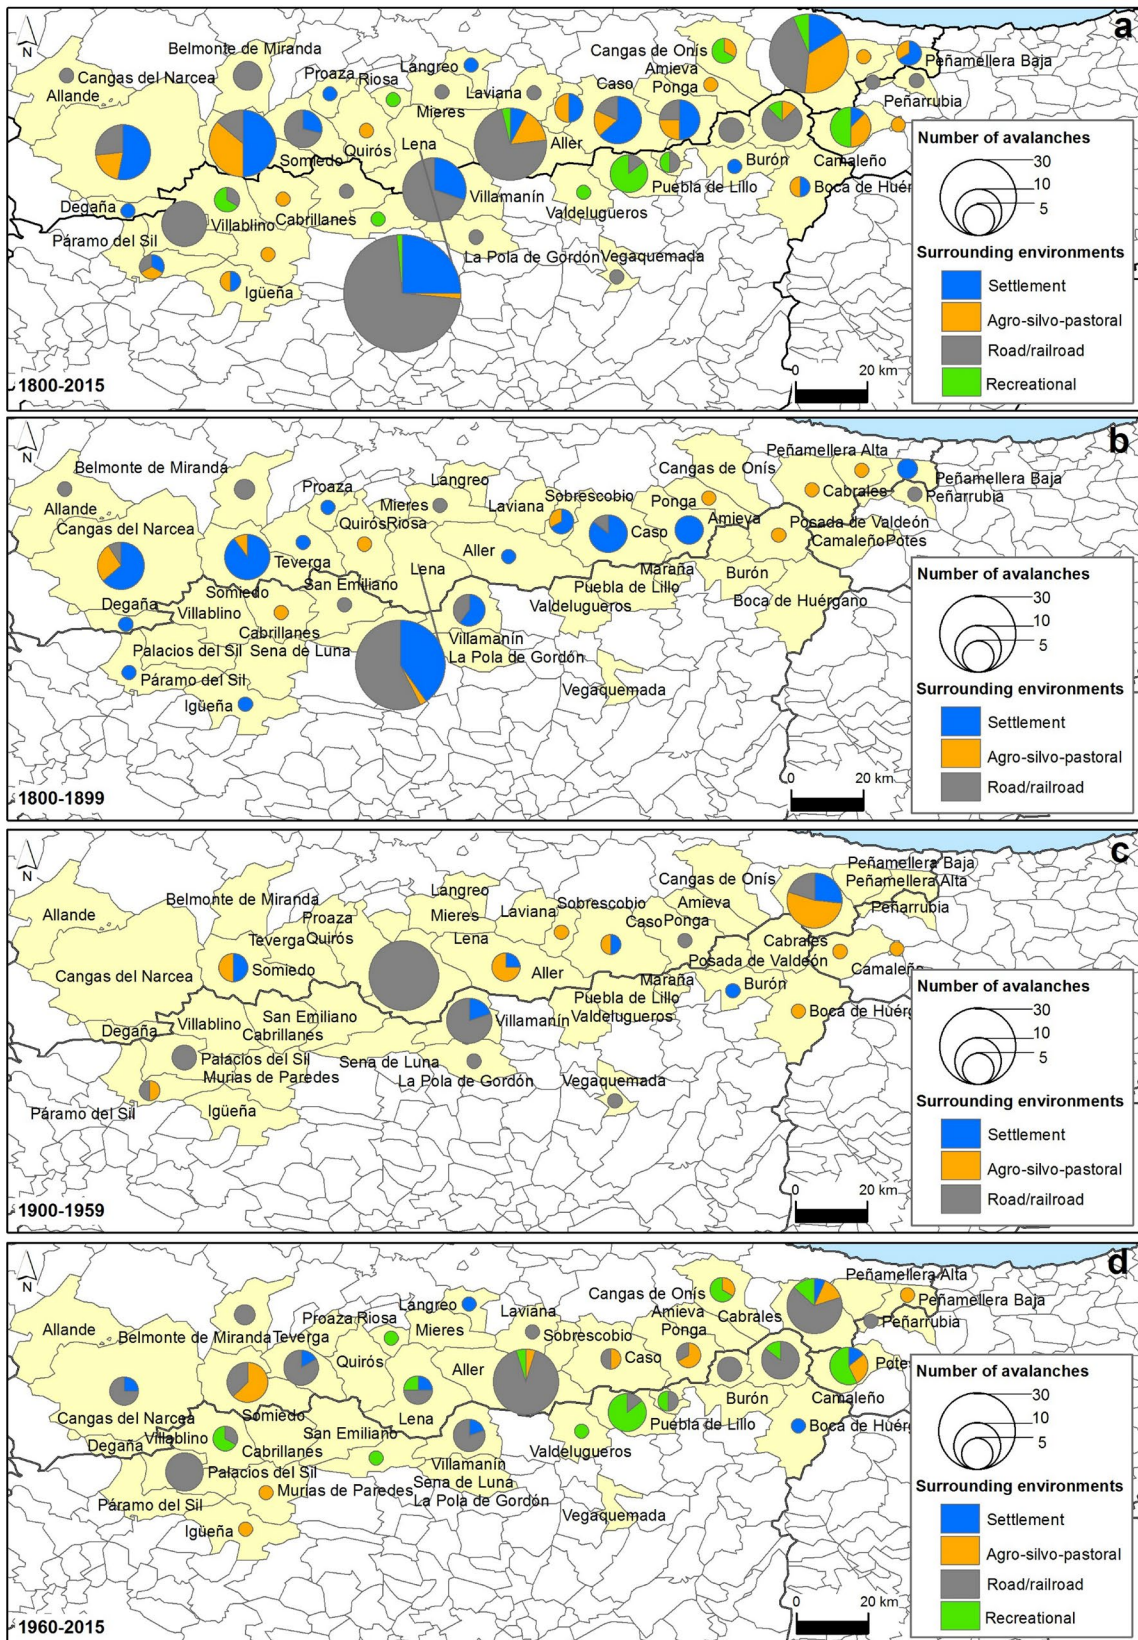 a
N
Belmonte de Miranda
Cangas del Narcea
Allande
Proaza
Riosa
Langreo
Mieres
Laviana
Cangas de Onís
Amieva
Caso
Ponga
Peñamellera Baja
Peñarrubia
Somiedo
Quirós
Lena
Aller
Degaña
Villablino
Cabrillanes
Villamanín
Valdelugueros
Puebla de Lillo
Burón
Camaleño
Boca de Huérg
Páramo del Sil
Igüeña
La Pola de Gordón
Vegaquemada
1800-2015
0 20 km
Number of avalanches
30
10
5
Surrounding environments
Settlement
Agro-silvo-pastoral
Road/railroad
Recreational
b
N
Belmonte de Miranda
Allande
Cangas del Narcea
Proaza
Mieres
Langreo
Quirós
Riosa
Laviana
Sobrescobio
Cangas de Onís
Ponga
Amieva
Peñamellera Alta
Cabrales
Peñamellera Baja
Peñarrubia
Posada de Valdeón
Camaleño
Potes
Caso
Aller
Teverga
Somiedo
San Emiliano
Lena
Degaña
Villablino
Cabrillanes
Maraña
Burón
Puebla de Lillo
Valdelugueros
Boca de Huérgano
Palacios del Sil
Sena de Luna
Villamanín
La Pola de Gordón
Páramo del Sil
Igüeña
Vegaquemada
1800-1899
0 20 km
Number of avalanches
30
10
5
Surrounding environments
Settlement
Agro-silvo-pastoral
Road/railroad
c
N
Allande
Belmonte de Miranda
Proaza
Teverga
Quirós
Langreo
Mieres
Laviana
Sobrescobio
Cangas de Onís
Amieva
Caso
Ponga
Peñamellera Baja
Peñamellera Alta
Peñarrubia
Lena
Aller
Cabrales
Posada de Valdeón
Camaleñ
Cangas del Narcea
Somiedo
Maraña
Burón
Puebla de Lillo
Valdelugueros
Boca de Huérg
Degaña
Villablino
San Emiliano
Cabrillanes
Villamanín
Palacios del Sil
Murias de Paredes
Sena de Luna
La Pola de Gordón
Vegaquemada
Páramo del Sil
Igüeña
1900-1959
0 20 km
Number of avalanches
30
10
5
Surrounding environments
Settlement
Agro-silvo-pastoral
Road/railroad
d
N
Allande
Belmonte de Miranda
Teverga
Proaza
Riosa
Langreo
Mieres
Laviana
Sobrescobio
Cangas de Onís
Amieva
Ponga
Cabrales
Peñamellera Alta
Peñamellera Baja
Peñarrubia
Quirós
Aller
Caso
Pote
Camaleño
Burón
Cangas del Narcea
Somiedo
Lena
Puebla de Lillo
Boca de Huérg
Degaña
Villablino
San Emiliano
Cabrillanes
Valdelugueros
Villamanín
Palacios del Sil
Murias de Paredes
Sena de Luna
La Pola de Gordón
Páramo del Sil
Igüeña
Vegaquemada
1960-2015
0 20 km
Number of avalanches
30
10
5
Surrounding environments
Settlement
Agro-silvo-pastoral
Road/railroad
Recreational